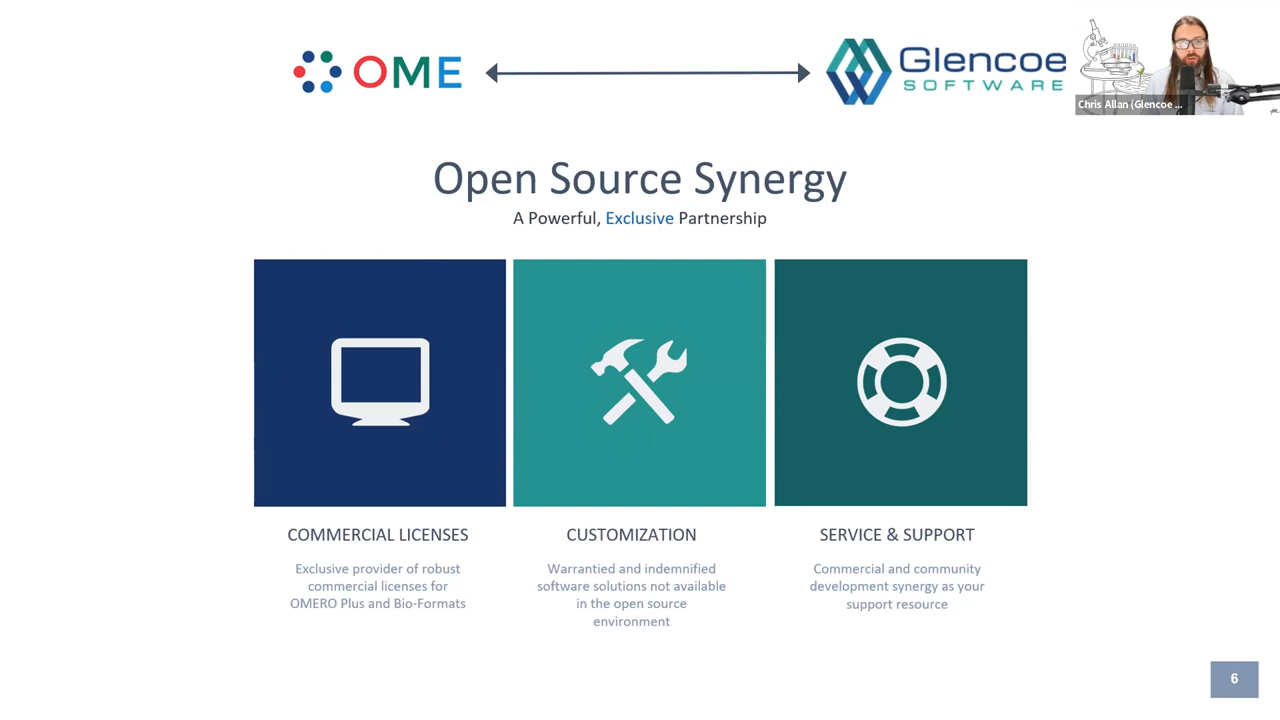 OME
Glencoe
SOFTWARE
Chris Allan (Glencoe ...
Open Source Synergy
A Powerful, Exclusive Partnership
COMMERCIAL LICENSES
Exclusive provider of robust
commercial licenses for
OMERO Plus and Bio-Formats
CUSTOMIZATION
Warrantied and indemnified
software solutions not available
in the open source
environment
SERVICE & SUPPORT
Commercial and community
development synergy as your
support resource
6